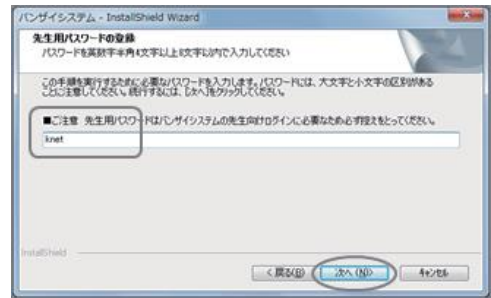 バンザイシステム - InstallShield Wizard
先生用パスワードの登録
パスワードを英数字半角4文字以上8文字以内で入力してください
この手順を実行するために必要なパスワードを入力します。パスワードには、大文字と小文字の区別がある
ことに注意してください。続行するには、[次へ]をクリックしてください。
■ご注意 先生用パスワードはバンザイシステムの先生向けログインに必要なため必ず控えをとってください。
knet
InstallShield
< 戻る(B)
次へ (N)>
キャンセル